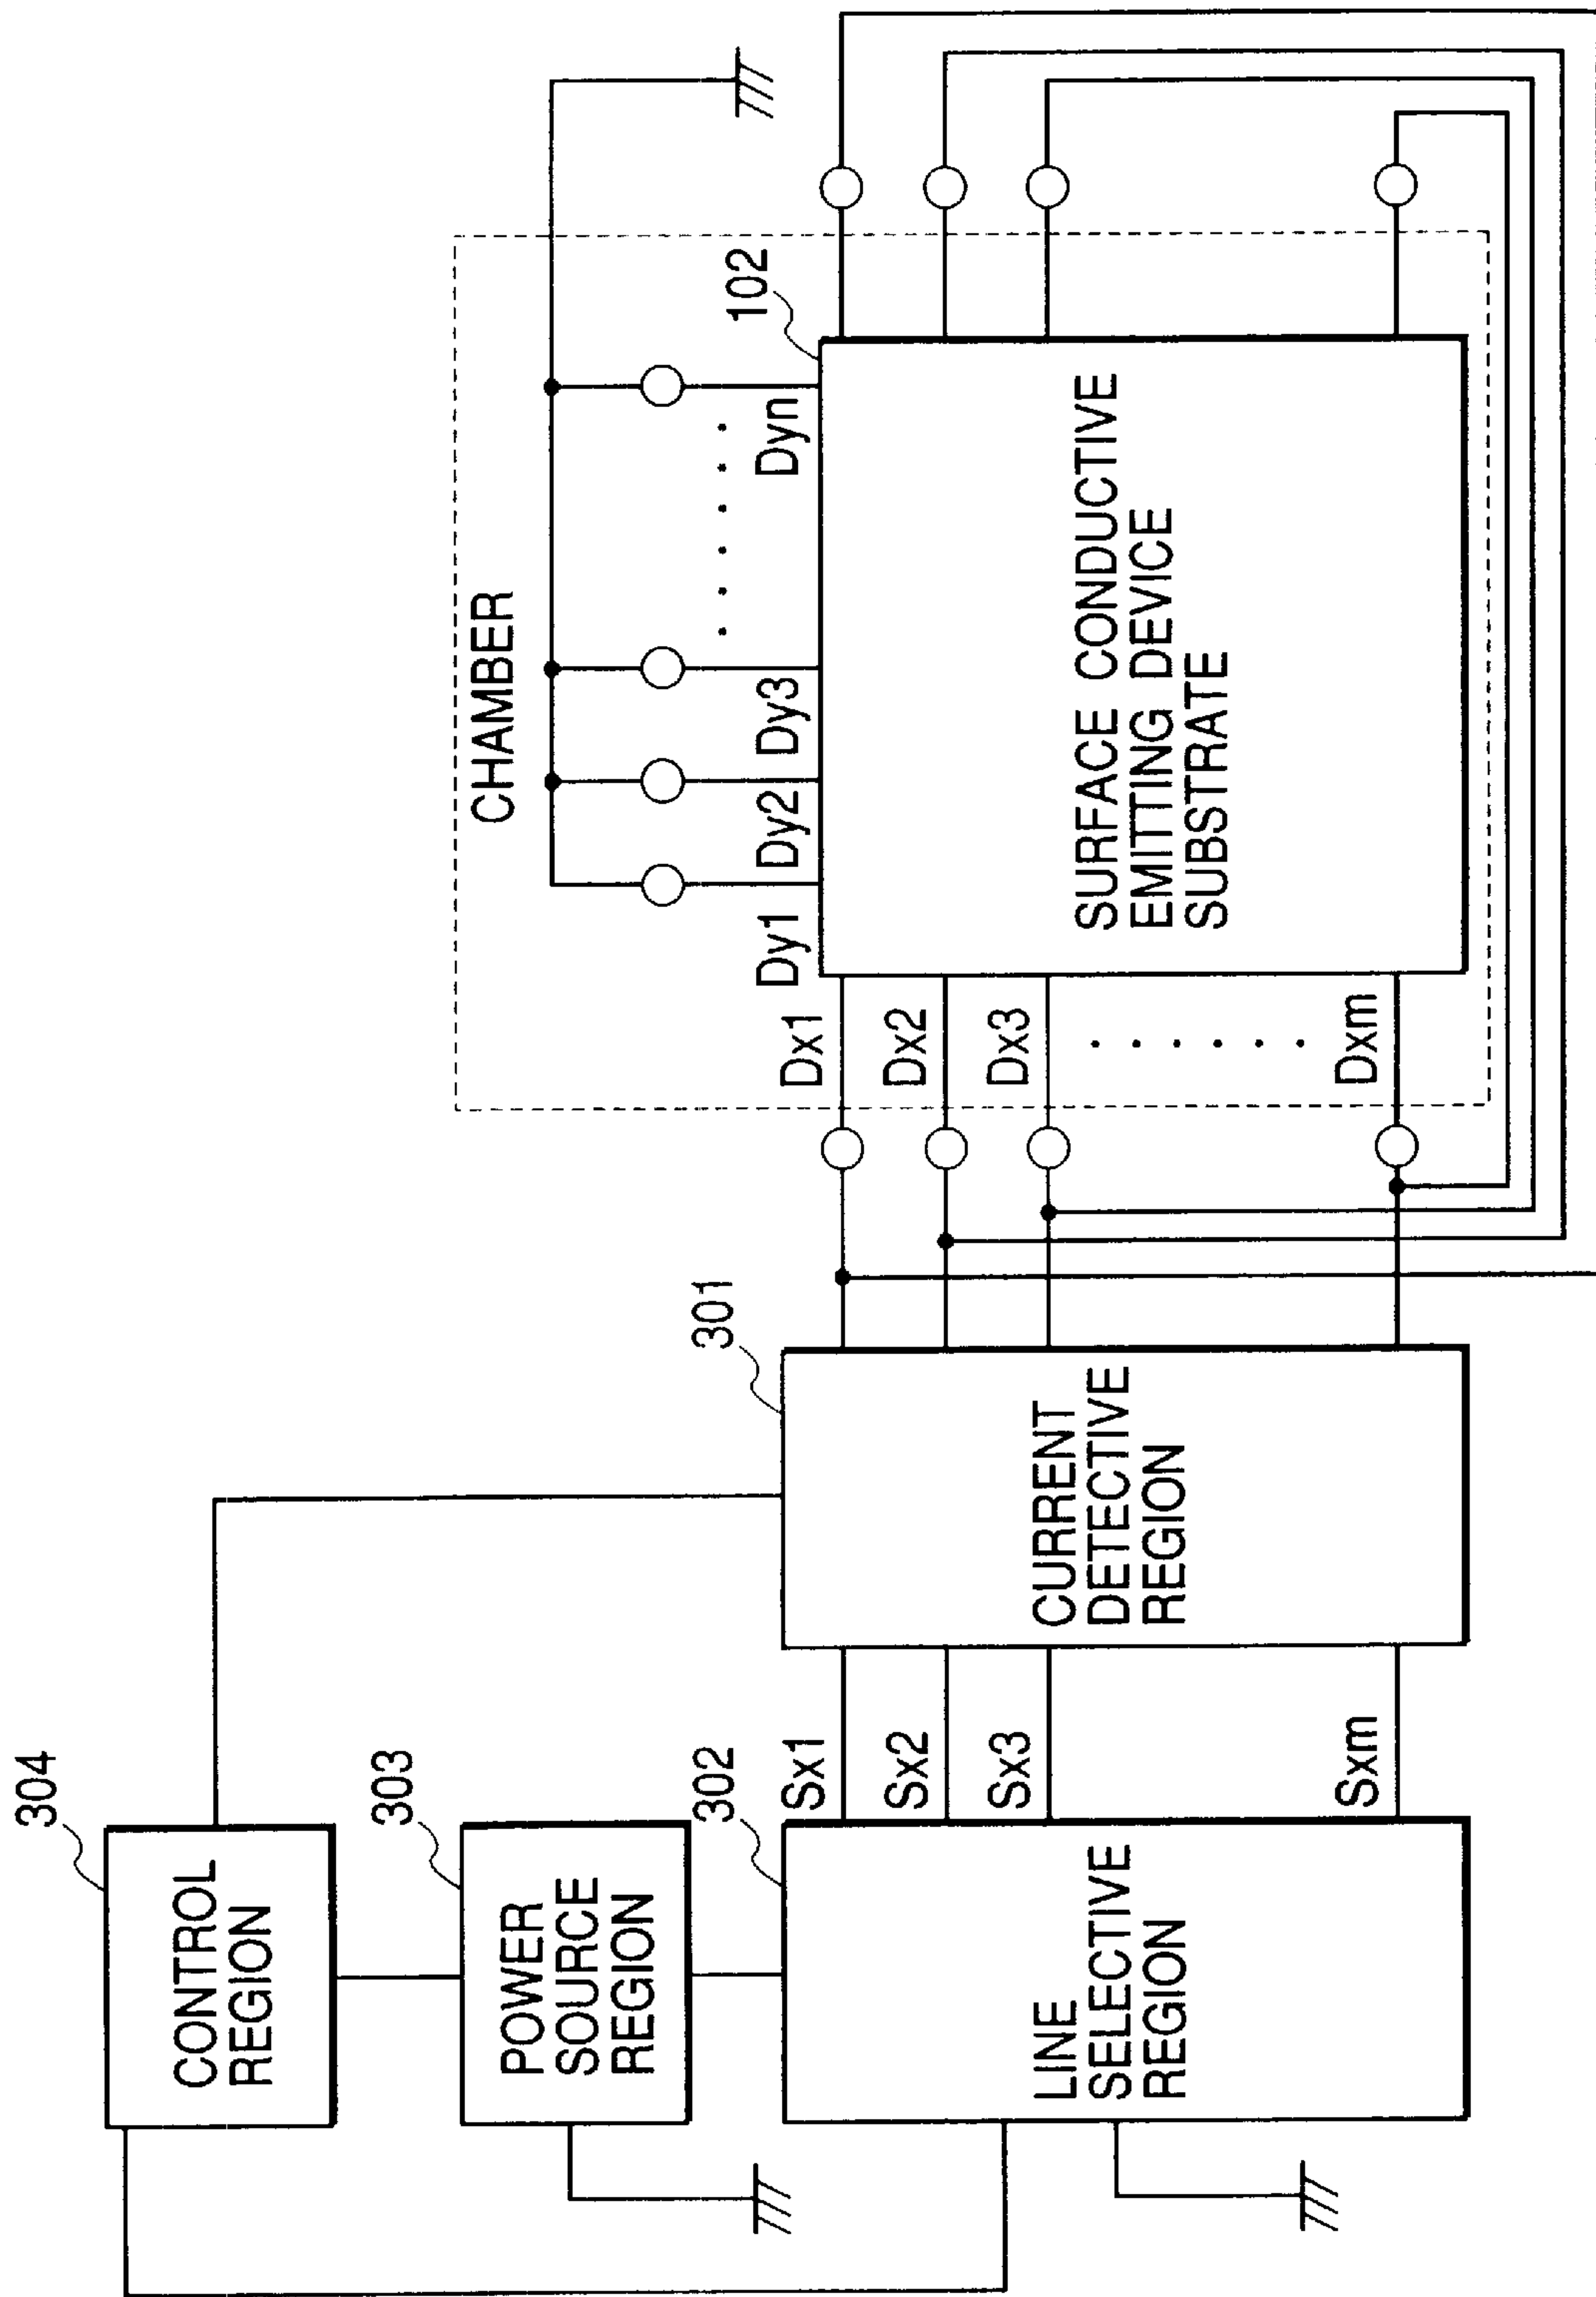 304
CONTROL
REGION
303
POWER
SOURCE
REGION
302
LINE
SELECTIVE
REGION
Sx1
Sx2
Sx3
Sxm
301
CURRENT
DETECTIVE
REGION
CHAMBER
Dx1
Dx2
Dx3
. . . . . .
Dxm
Dy1
Dy2
Dy3
. . . . . .
Dyn
102
SURFACE CONDUCTIVE
EMITTING DEVICE
SUBSTRATE